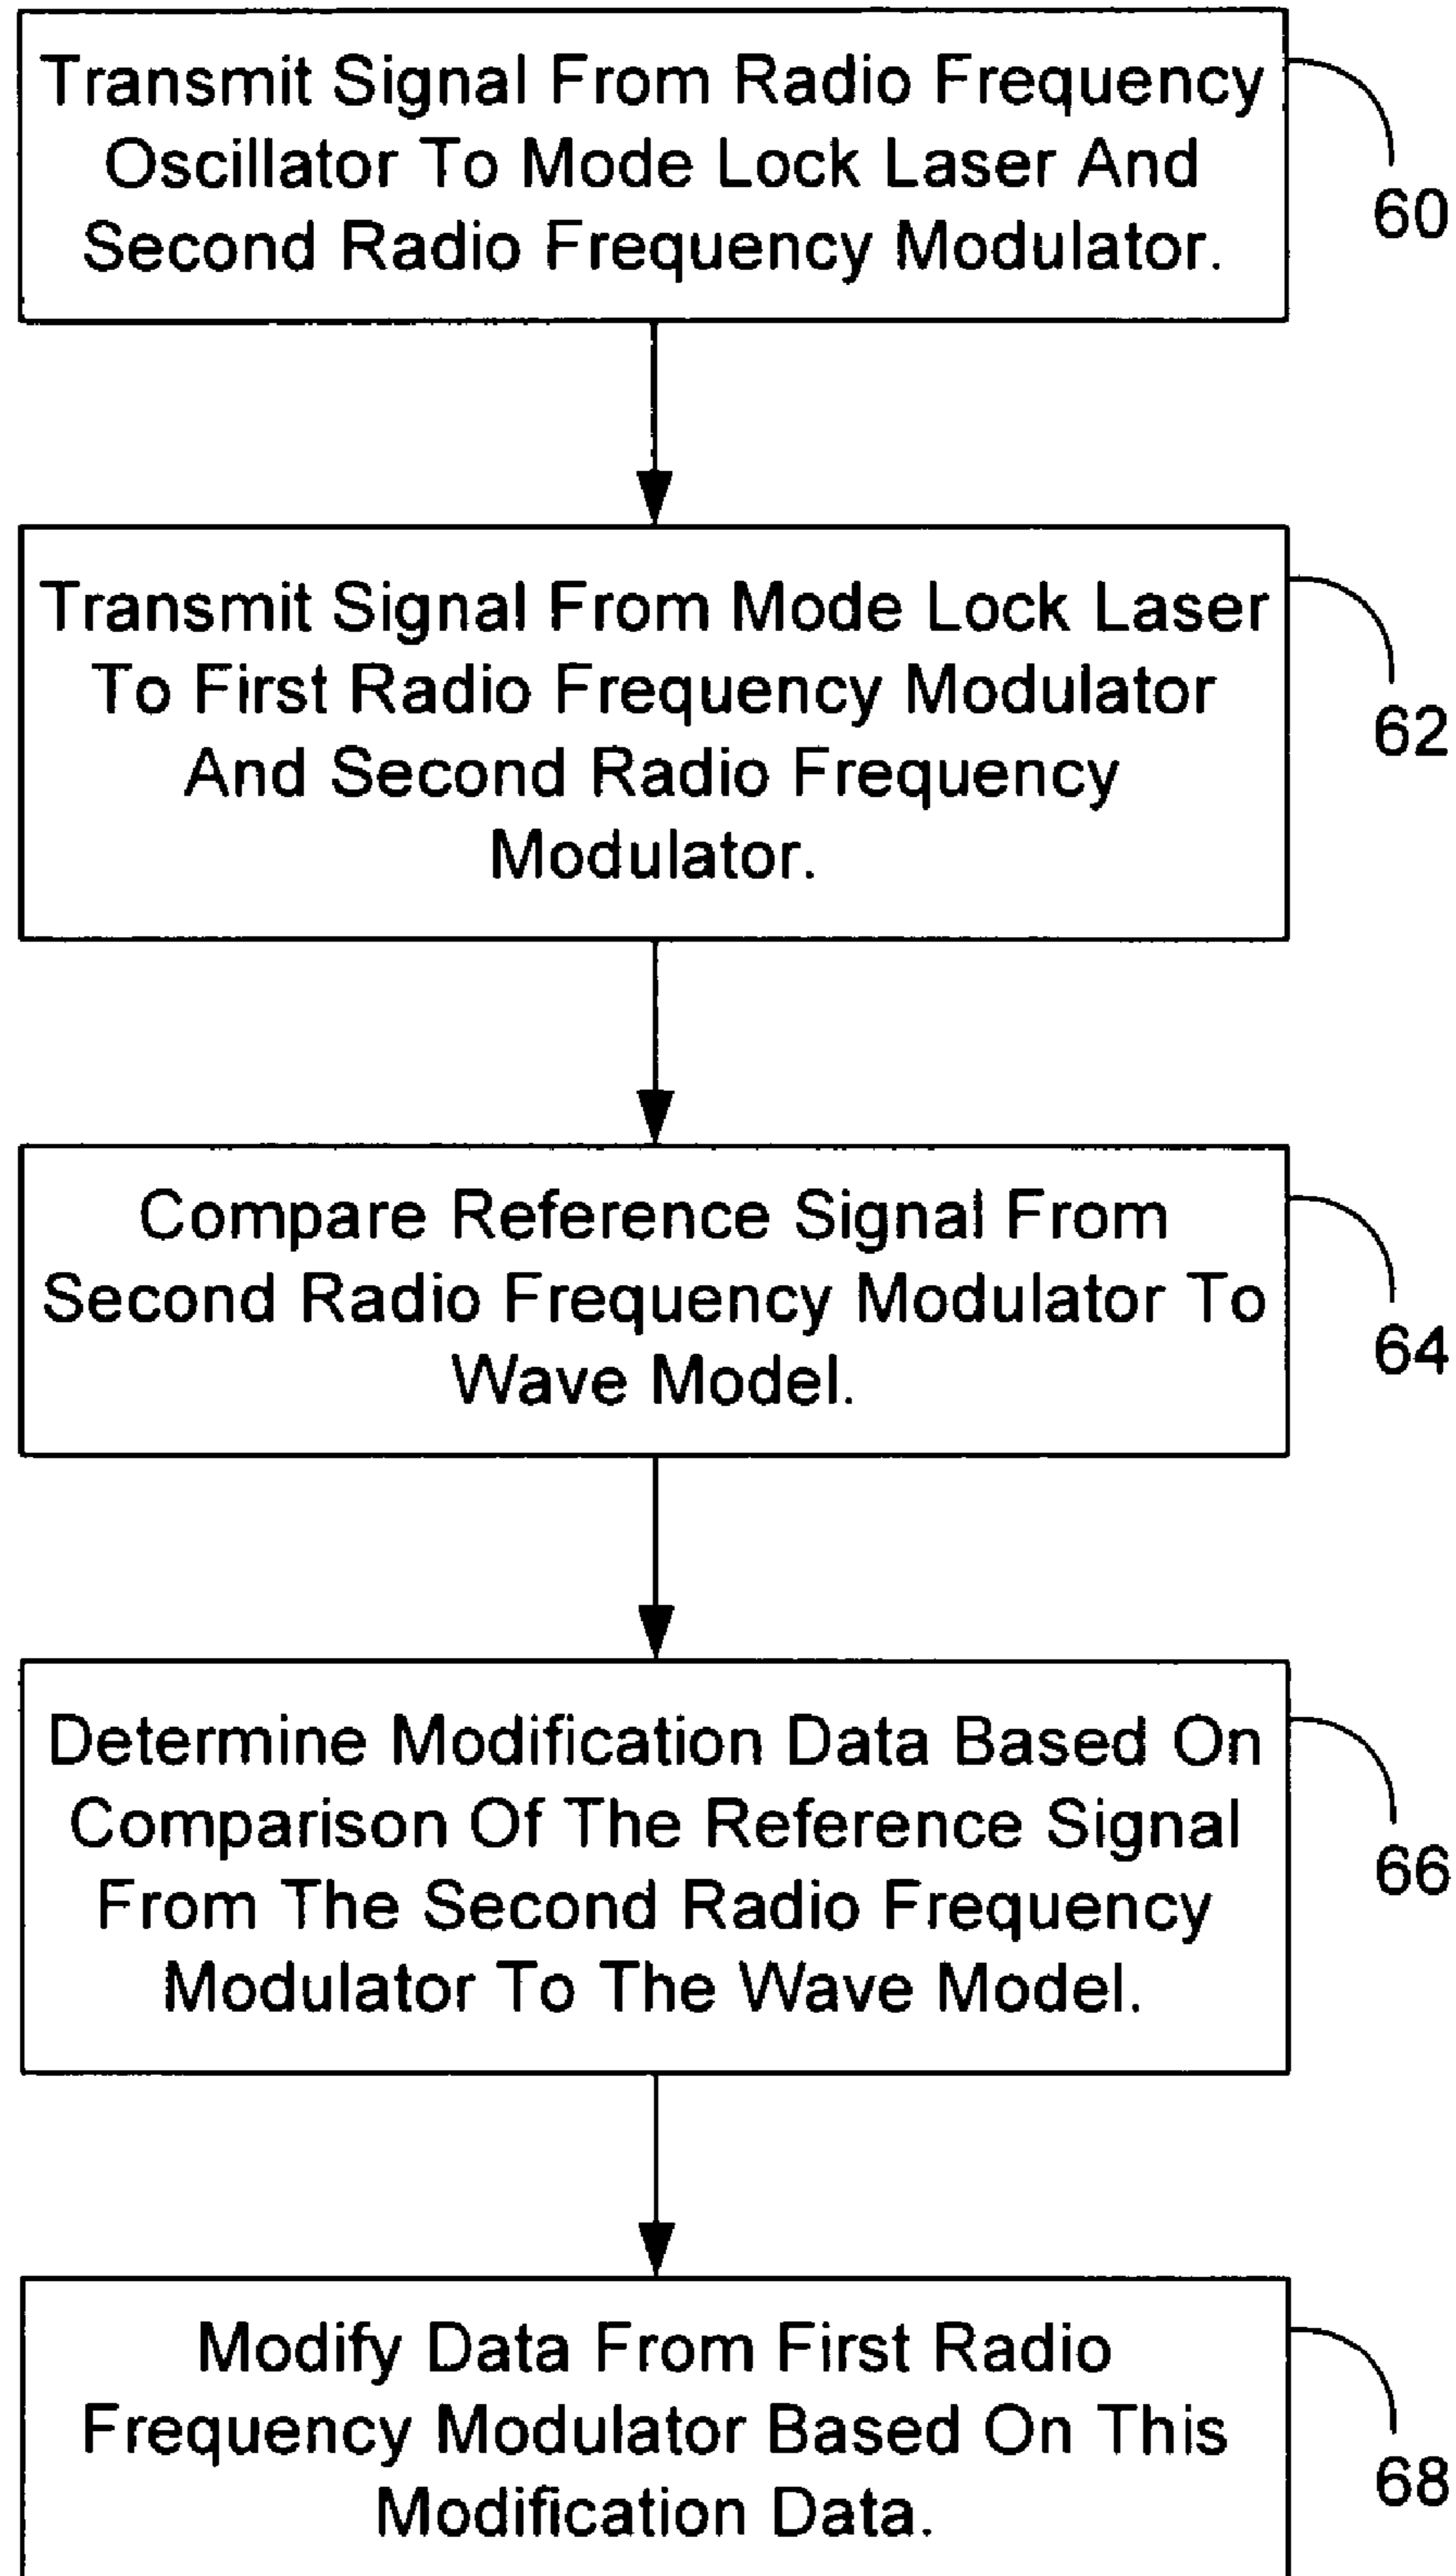 Transmit Signal From Radio Frequency
Oscillator To Mode Lock Laser And
Second Radio Frequency Modulator.
60
Transmit Signal From Mode Lock Laser
To First Radio Frequency Modulator
And Second Radio Frequency
Modulator.
62
Compare Reference Signal From
Second Radio Frequency Modulator To
Wave Model.
64
Determine Modification Data Based On
Comparison Of The Reference Signal
From The Second Radio Frequency
Modulator To The Wave Model.
66
Modify Data From First Radio
Frequency Modulator Based On This
Modification Data.
68